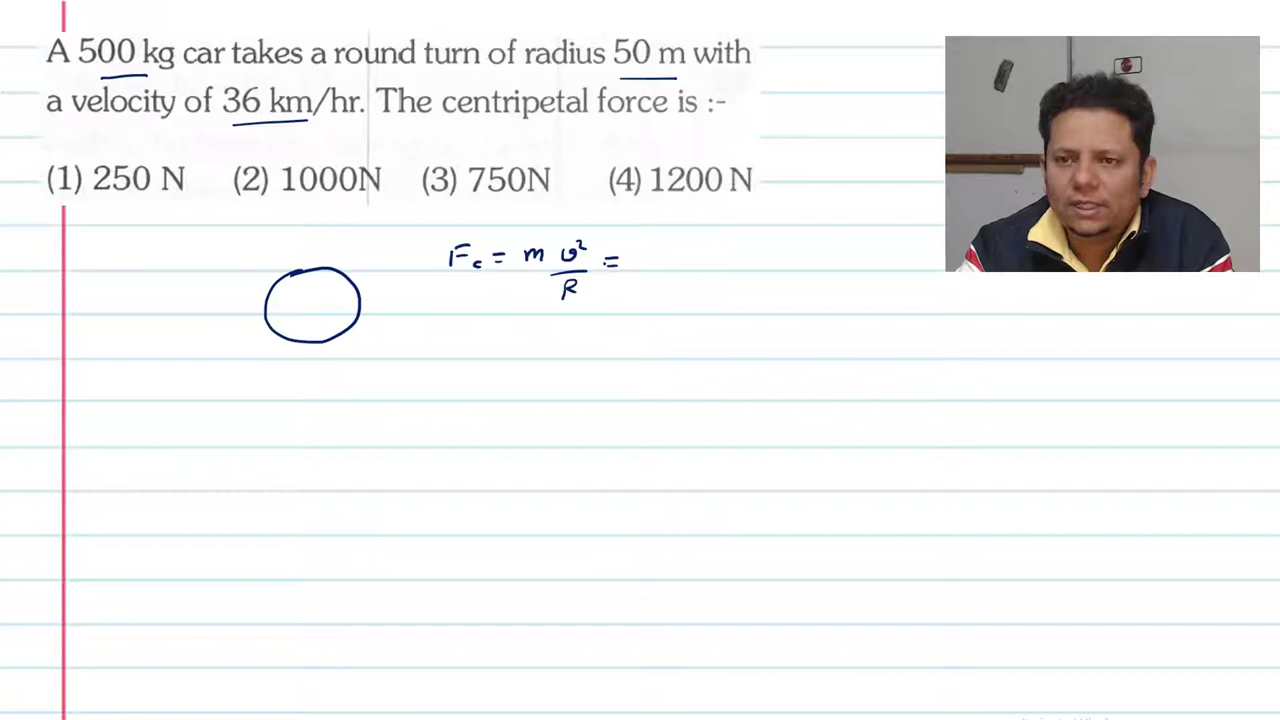 A 500 kg car takes a round turn of radius 50 m with
a velocity of 36 km/hr. The centripetal force is :-
(1) 250 N (2) 1000N (3) 750N (4) 1200 N
F_c = m v²/R =